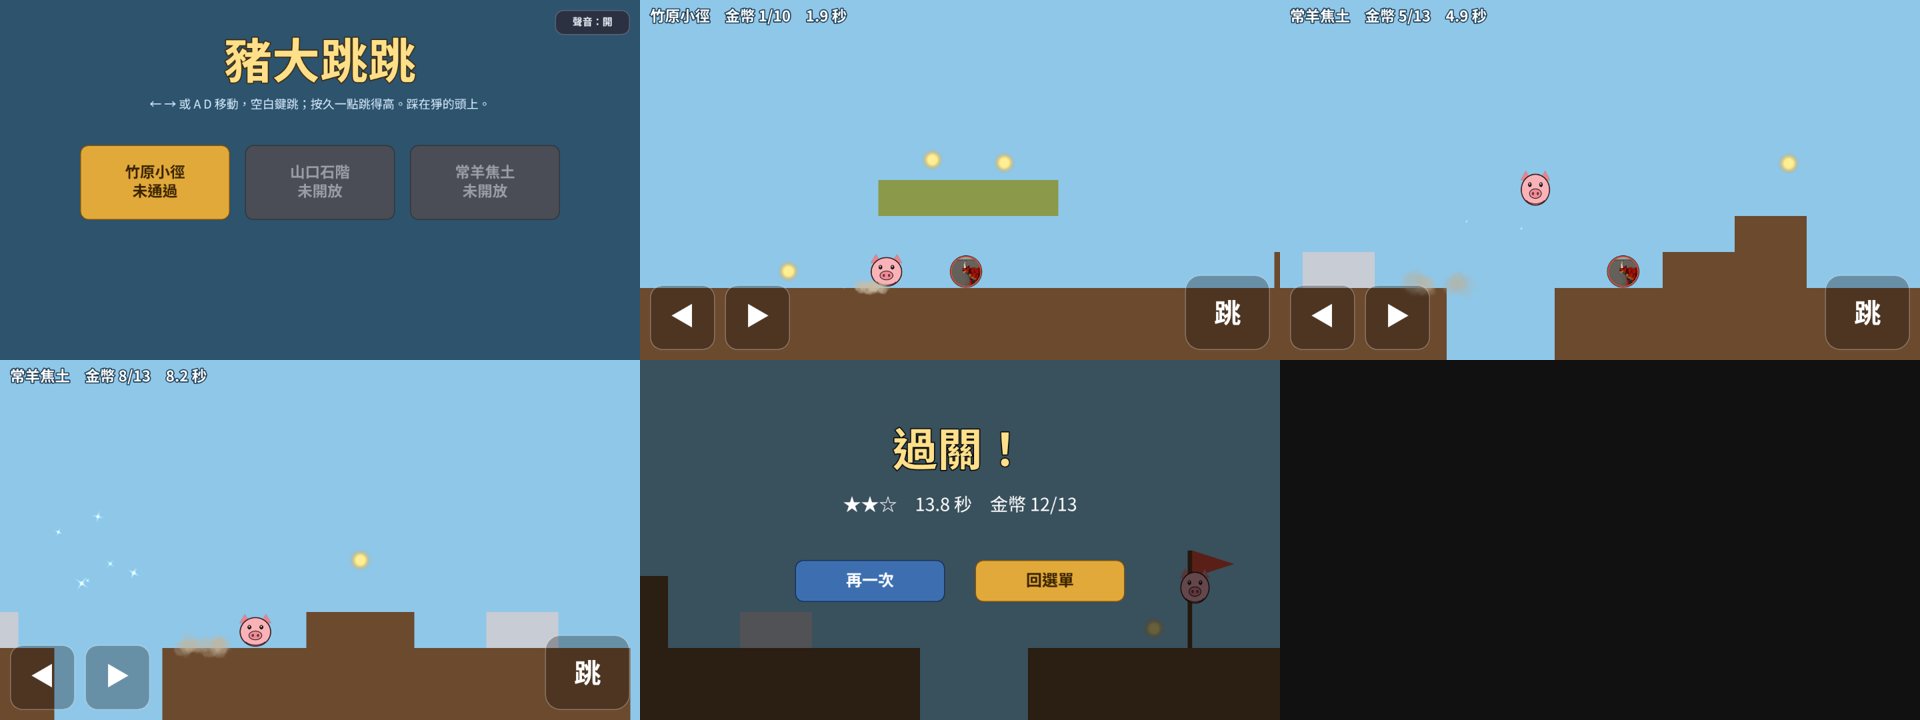 聲音：開
豬大跳跳
←→ 或 A D 移動，空白鍵跳；按久一點跳得高。踩在猙的頭上。
竹原小徑
未通過
山口石階
未開放
常羊焦土
未開放
竹原小徑 金幣 1/10 1.9 秒
◀ ▶ 跳
常羊焦土 金幣 5/13 4.9 秒
◀ ▶ 跳
常羊焦土 金幣 8/13 8.2 秒
◀ ▶ 跳
過關！
★★☆ 13.8 秒 金幣 12/13
再一次
回選單